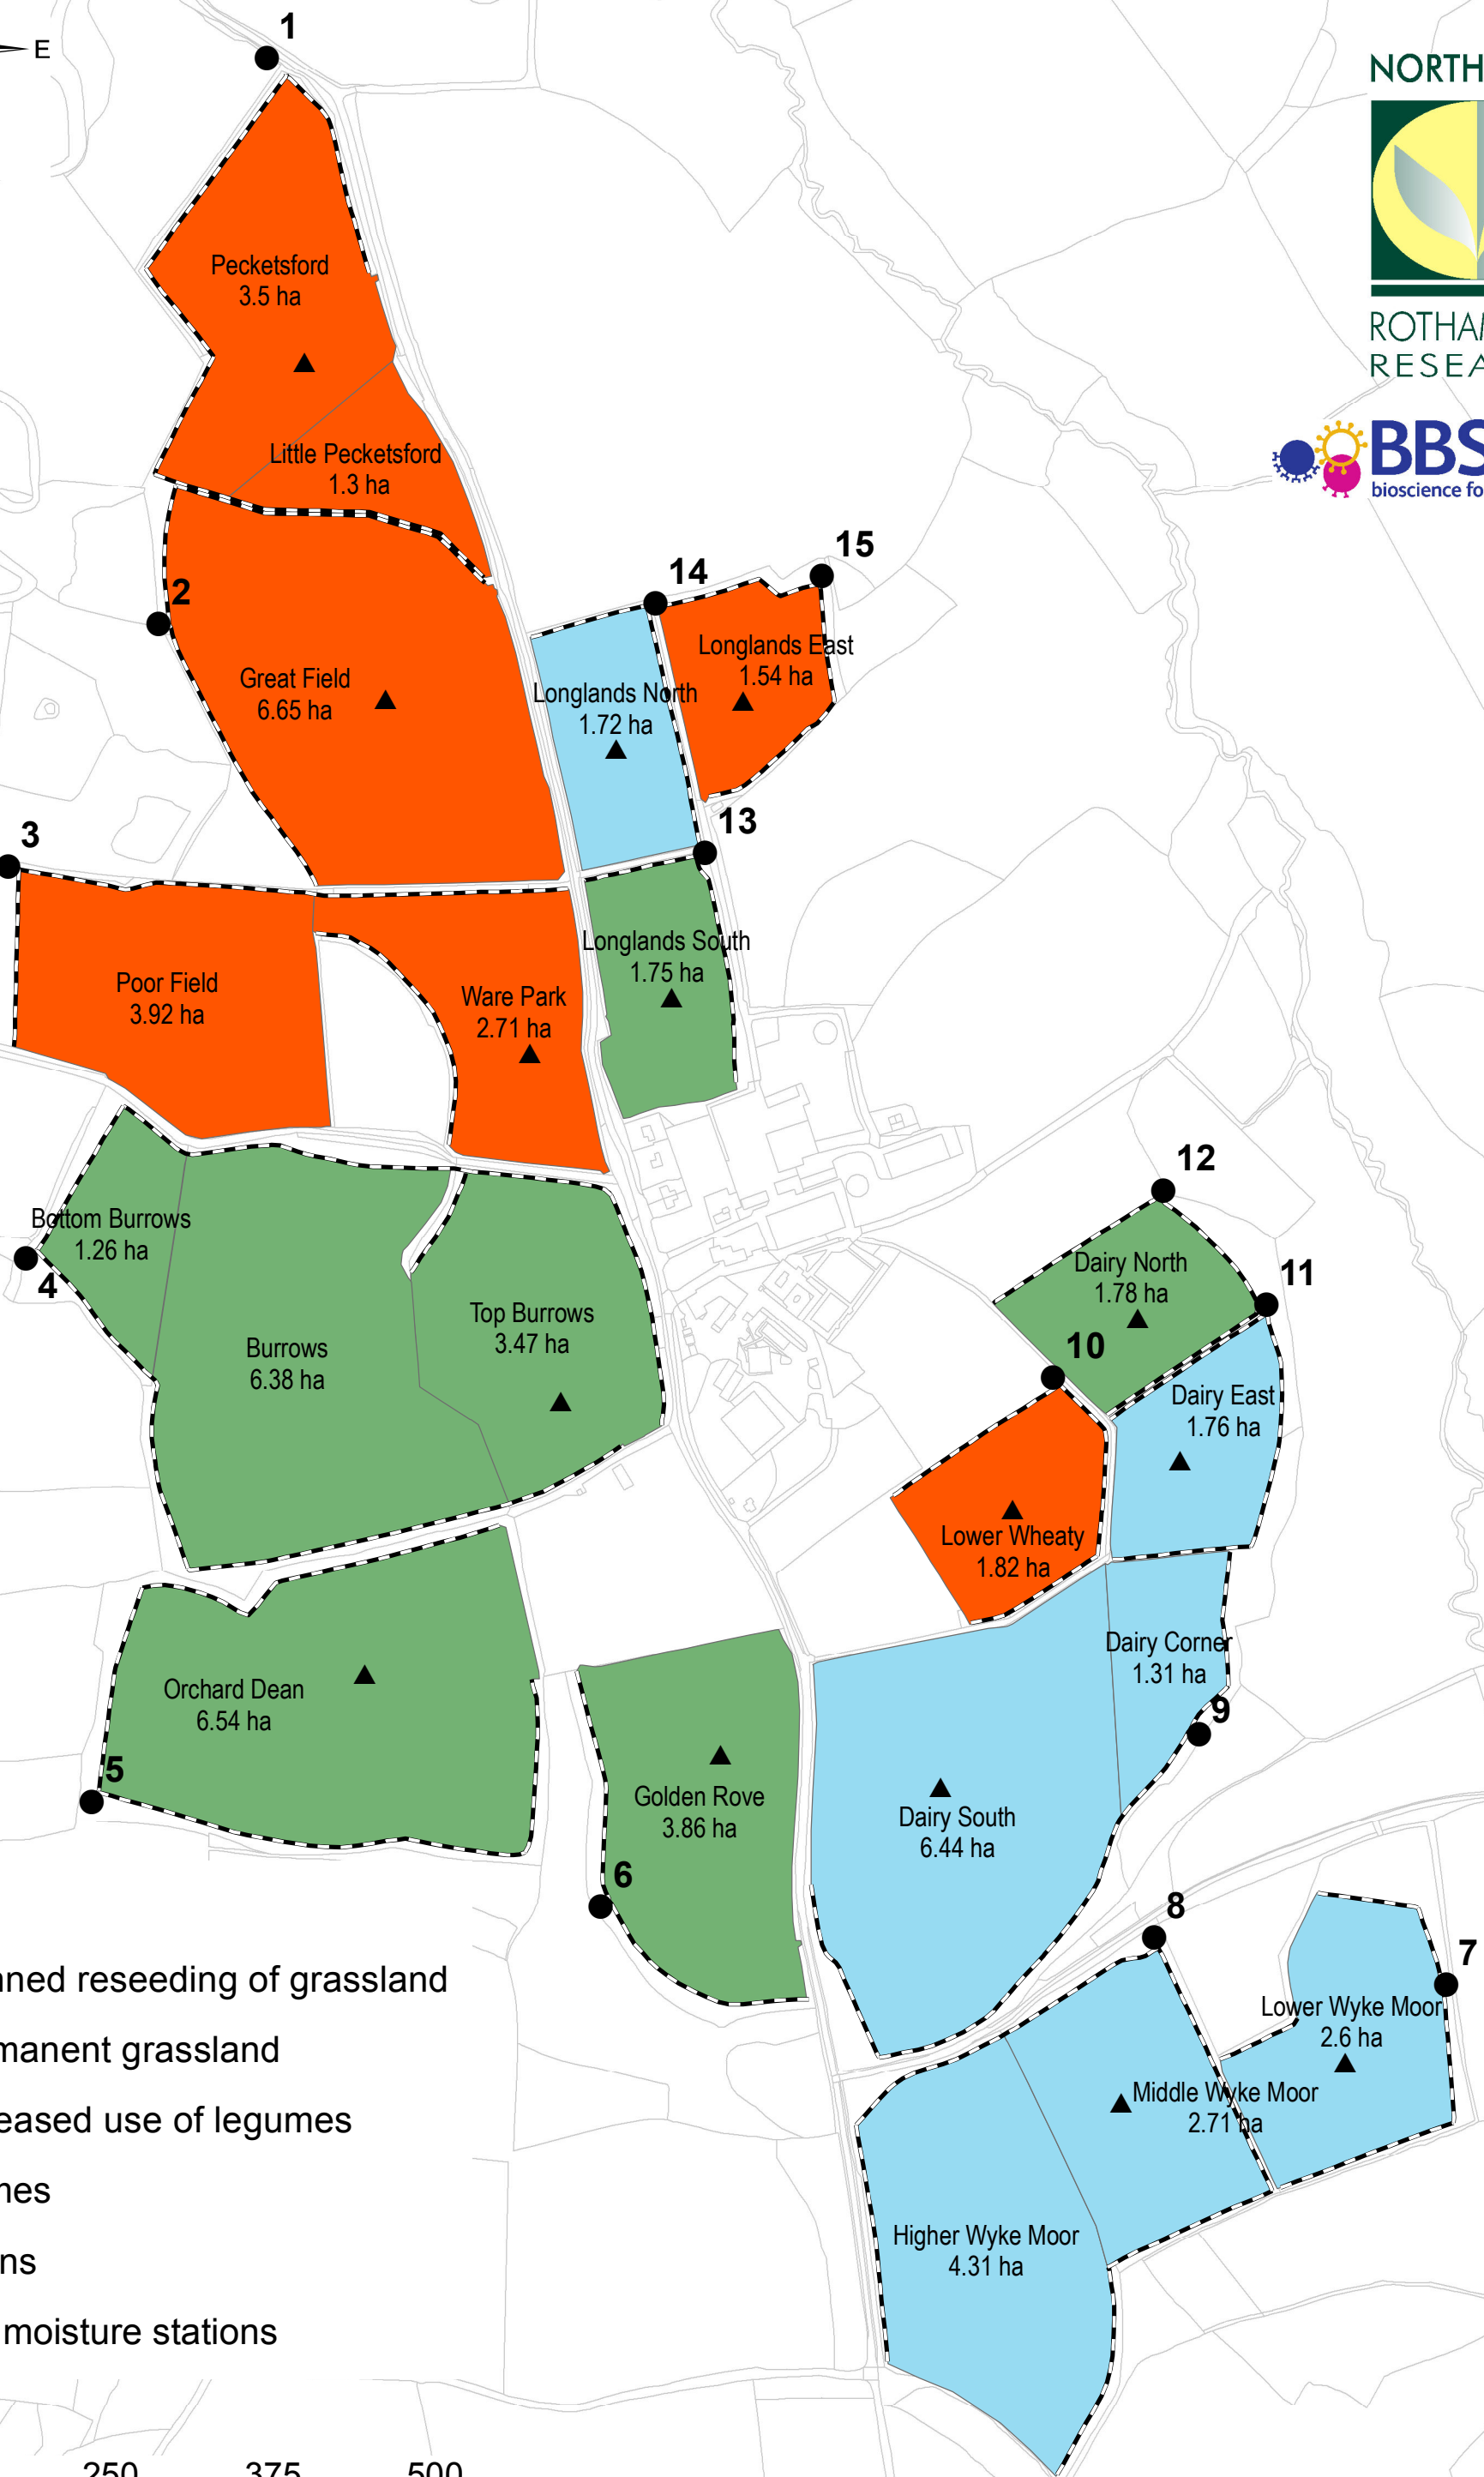 1
E
NORTH
Pecketsford
3.5 ha
ROTHAM
RESEA
BBS
bioscience fo
Little Pecketsford
1.3 ha
15
14
2
Longlands East
1.54 ha
Great Field
6.65 ha
Longlands North
1.72 ha
13
3
Longlands South
1.75 ha
Poor Field
3.92 ha
Ware Park
2.71 ha
12
Bottom Burrows
1.26 ha
4
Dairy North
1.78 ha
11
Top Burrows
3.47 ha
10
Burrows
6.38 ha
Dairy East
1.76 ha
Lower Wheaty
1.82 ha
Dairy Corner
1.31 ha
Orchard Dean
6.54 ha
9
5
Golden Rove
3.86 ha
Dairy South
6.44 ha
6
8
7
nned reseeding of grassland
Lower Wyke Moor
2.6 ha
manent grassland
Middle Wyke Moor
2.71 ha
eased use of legumes
mes
Higher Wyke Moor
4.31 ha
ns
moisture stations
250 375 500